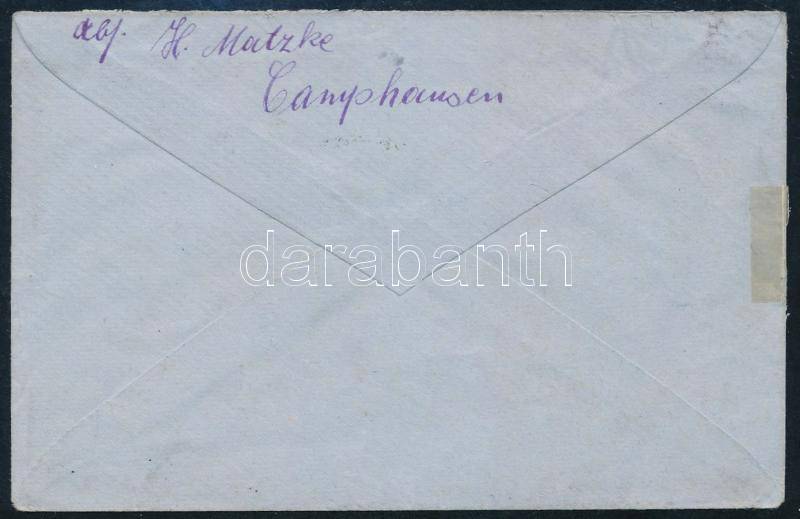 Abs. H. Matzke
Camphausen
darabanth